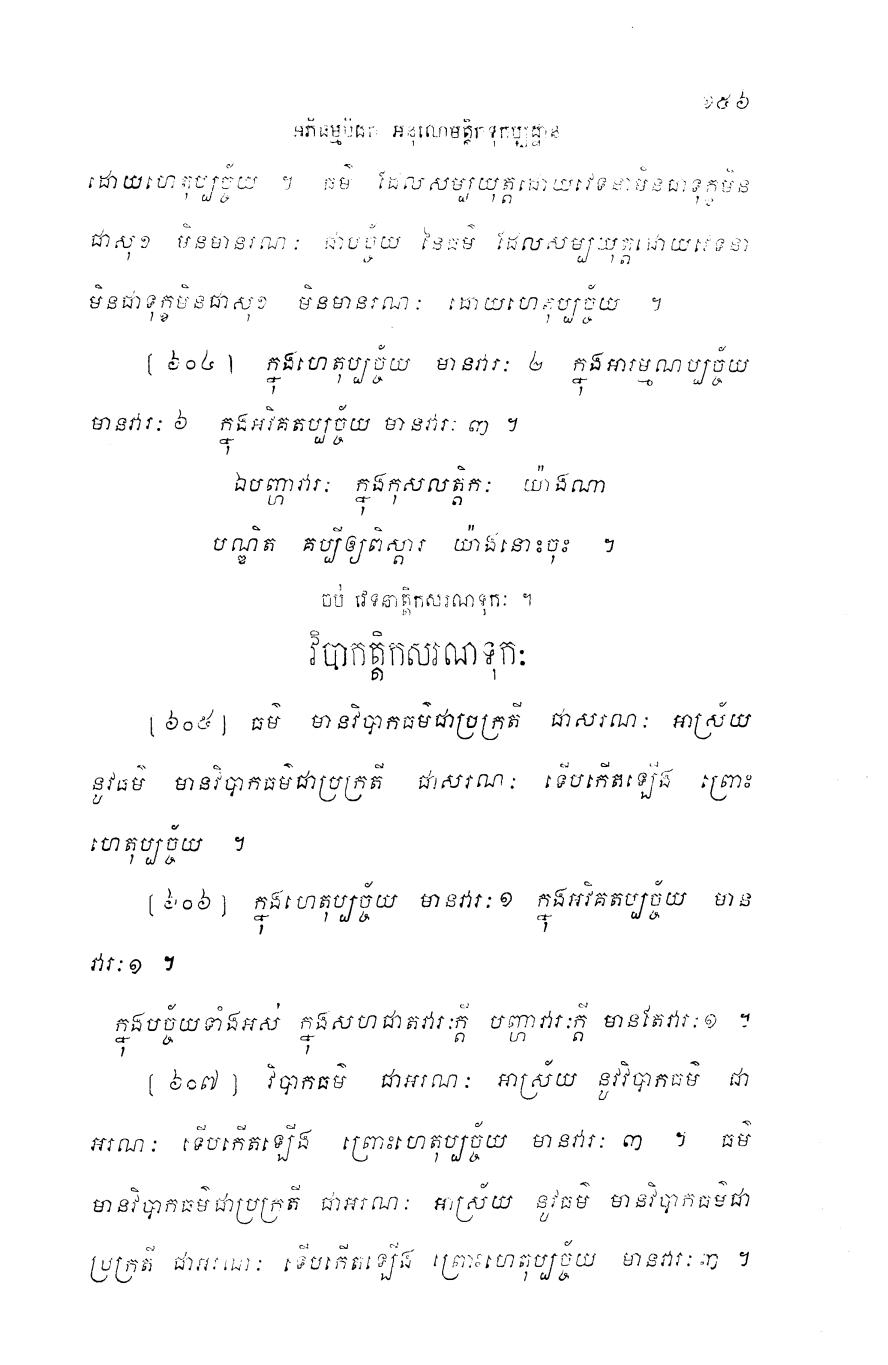 ១៥៦
អភិធម្មបិដក អនុលោមត្តិកទុកប្បដ្ឋាន
ដោយហេតុប្បច្ច័យ ។ ធម៌ ដែលសម្បយុត្តដោយវេទនាមិនជាទុក្ខមិន
ជាសុខ មិនមានរណៈ ជាបច្ច័យ នៃធម៌ ដែលសម្បយុត្តដោយវេទនា
មិនជាទុក្ខមិនជាសុខ មិនមានរណៈ ដោយហេតុប្បច្ច័យ ។
[៦០៤] ក្នុងហេតុប្បច្ច័យ មានវារៈ ៤ ក្នុងអារម្មណប្បច្ច័យ
មានវារៈ ៦ ក្នុងអវិគតប្បច្ច័យ មានវារៈ ៣ ។
ឯបញ្ហាវារៈ ក្នុងកុសលត្តិកៈ យ៉ាងណា
បណ្ឌិត គប្បីឲ្យពិស្តារ យ៉ាងនោះចុះ ។
ចប់ វេទនាត្តិកសរណទុកៈ ។
វិបាកត្តិកសរណទុកៈ
[៦០៥] ធម៌ មានវិបាកធម៌ជាប្រក្រតី ជាសរណៈ អាស្រ័យ
នូវធម៌ មានវិបាកធម៌ជាប្រក្រតី ជាសរណៈ ទើបកើតឡើង ព្រោះ
ហេតុប្បច្ច័យ ។
[៦០៦] ក្នុងហេតុប្បច្ច័យ មានវារៈ១ ក្នុងអវិគតប្បច្ច័យ មាន
វារៈ១ ។
ក្នុងបច្ច័យទាំងអស់ ក្នុងសហជាតវារៈក្តី បញ្ហាវារៈក្តី មានតែវារៈ១ ។
[៦០៧] វិបាកធម៌ ជាអរណៈ អាស្រ័យ នូវវិបាកធម៌ ជា
អរណៈ ទើបកើតឡើង ព្រោះហេតុប្បច្ច័យ មានវារៈ ៣ ។ ធម៌
មានវិបាកធម៌ជាប្រក្រតី ជាអរណៈ អាស្រ័យ នូវធម៌ មានវិបាកធម៌ជា
ប្រក្រតី ជាអរណៈ ទើបកើតឡើង ព្រោះហេតុប្បច្ច័យ មានវារៈ៣ ។